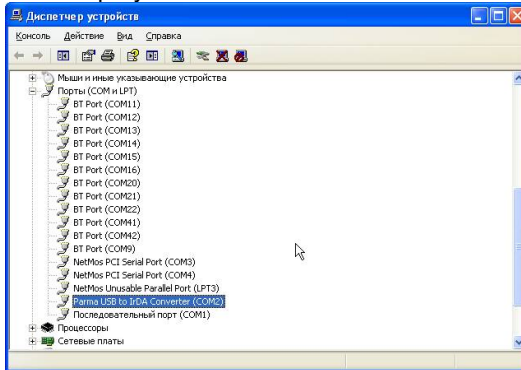 Диспетчер устройств
Консоль Действие Вид Справка
Мыши и иные указывающие устройства
Порты (COM и LPT)
BT Port (COM11)
BT Port (COM12)
BT Port (COM13)
BT Port (COM14)
BT Port (COM15)
BT Port (COM16)
BT Port (COM20)
BT Port (COM21)
BT Port (COM22)
BT Port (COM41)
BT Port (COM42)
BT Port (COM9)
NetMos PCI Serial Port (COM3)
NetMos PCI Serial Port (COM4)
NetMos Unusable Parallel Port (LPT3)
Parma USB to IrDA Converter (COM2)
Последовательный порт (COM1)
Процессоры
Сетевые платы